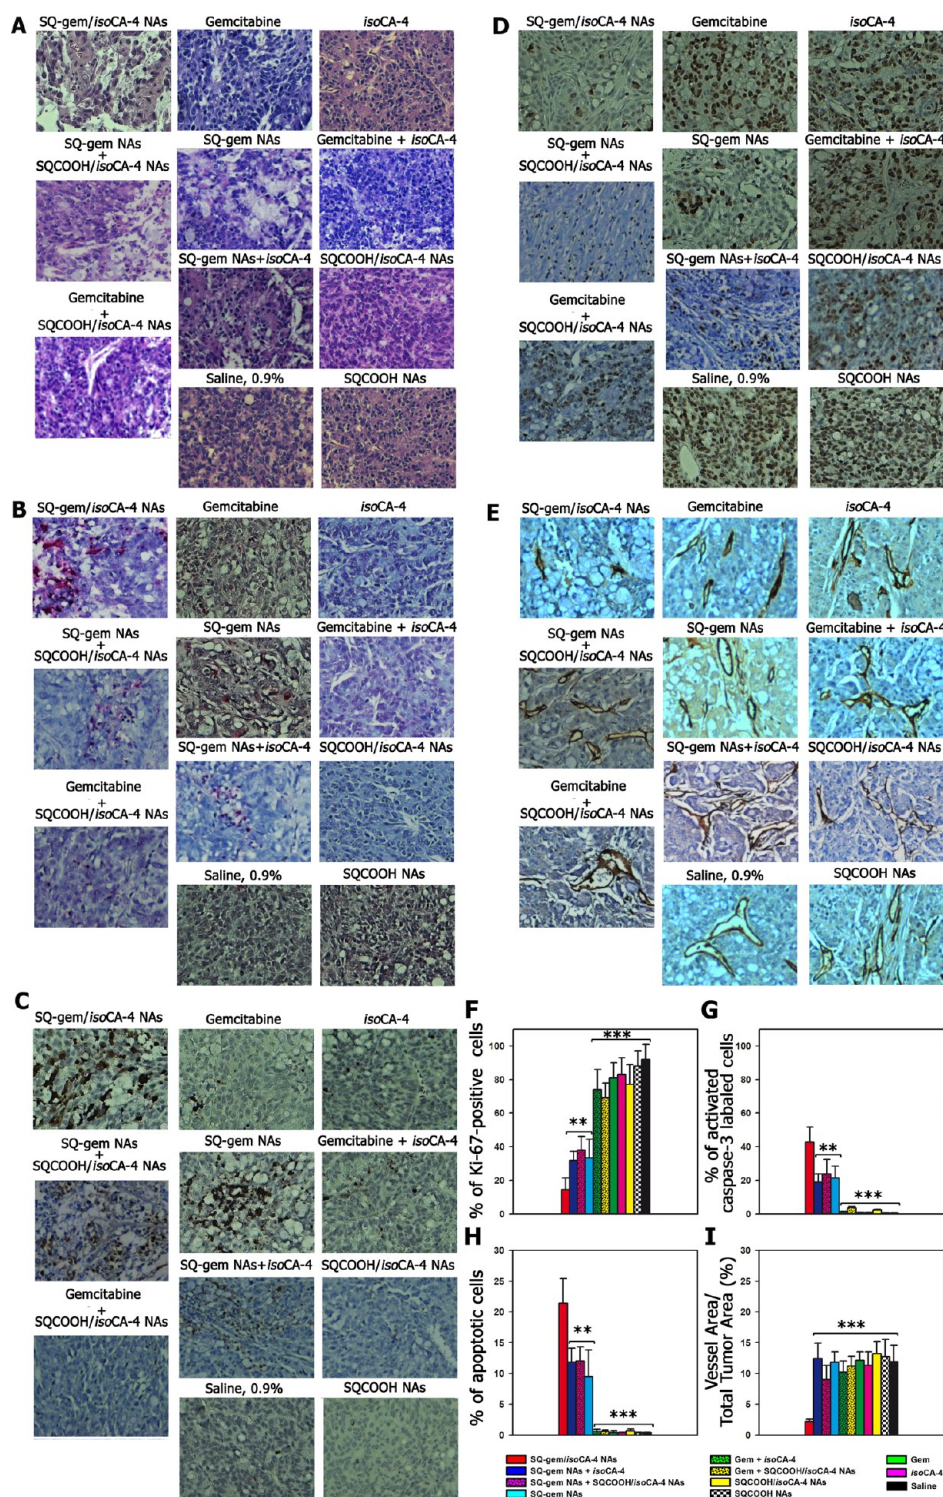 A
SQ-gem/isoCA-4 NAs
Gemcitabine
isoCA-4
SQ-gem NAs
+
SQCOOH/isoCA-4 NAs
SQ-gem NAs
Gemcitabine + isoCA-4
SQ-gem NAs+isoCA-4
SQCOOH/isoCA-4 NAs
Gemcitabine
+
SQCOOH/isoCA-4 NAs
Saline, 0.9%
SQCOOH NAs
B
SQ-gem/isoCA-4 NAs
Gemcitabine
isoCA-4
SQ-gem NAs
+
SQCOOH/isoCA-4 NAs
SQ-gem NAs
Gemcitabine + isoCA-4
SQ-gem NAs+isoCA-4
SQCOOH/isoCA-4 NAs
Gemcitabine
+
SQCOOH/isoCA-4 NAs
Saline, 0.9%
SQCOOH NAs
C
SQ-gem/isoCA-4 NAs
Gemcitabine
isoCA-4
SQ-gem NAs
+
SQCOOH/isoCA-4 NAs
SQ-gem NAs
Gemcitabine + isoCA-4
SQ-gem NAs+isoCA-4
SQCOOH/isoCA-4 NAs
Gemcitabine
+
SQCOOH/isoCA-4 NAs
Saline, 0.9%
SQCOOH NAs
D
SQ-gem/isoCA-4 NAs
Gemcitabine
isoCA-4
SQ-gem NAs
+
SQCOOH/isoCA-4 NAs
SQ-gem NAs
Gemcitabine + isoCA-4
SQ-gem NAs+isoCA-4
SQCOOH/isoCA-4 NAs
Gemcitabine
+
SQCOOH/isoCA-4 NAs
Saline, 0.9%
SQCOOH NAs
E
SQ-gem/isoCA-4 NAs
Gemcitabine
isoCA-4
SQ-gem NAs
+
SQCOOH/isoCA-4 NAs
SQ-gem NAs
Gemcitabine + isoCA-4
SQ-gem NAs+isoCA-4
SQCOOH/isoCA-4 NAs
Gemcitabine
+
SQCOOH/isoCA-4 NAs
Saline, 0.9%
SQCOOH NAs
F
% of Ki-67-positive cells
100
80
60
40
20
0
**
***
G
% of activated
caspase-3 labeled cells
100
80
60
40
20
0
**
***
H
% of apoptotic cells
30
25
20
15
10
5
0
**
***
I
Vessel Area/
Total Tumor Area (%)
30
25
20
15
10
5
0
***
SQ-gem/isoCA-4 NAs
SQ-gem NAs + isoCA-4
SQ-gem NAs + SQCOOH/isoCA-4 NAs
SQ-gem NAs
Gem + isoCA-4
Gem + SQCOOH/isoCA-4 NAs
SQCOOH/isoCA-4 NAs
SQCOOH NAs
Gem
isoCA-4
Saline